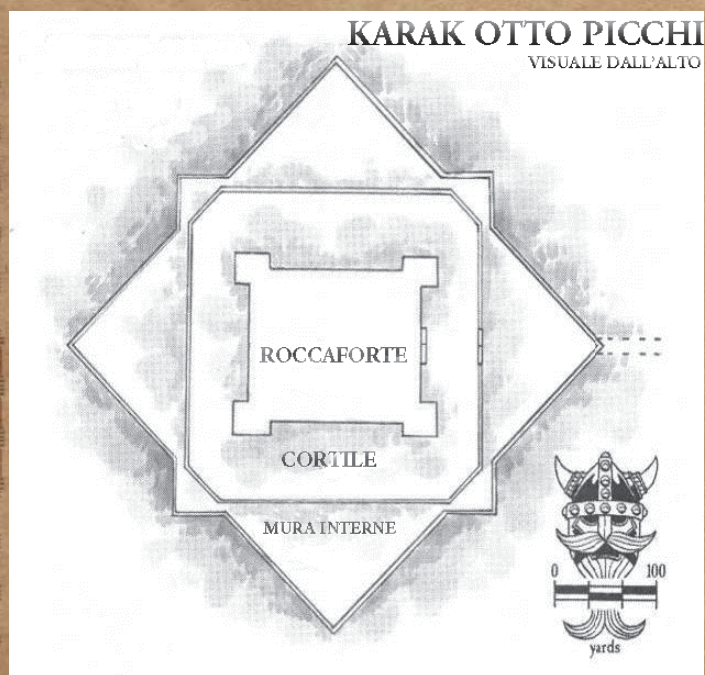 KARAK OTTO PICCHI
VISUALE DALL'ALTO
ROCCAFORTE
CORTILE
MURA INTERNE
0 100
yards